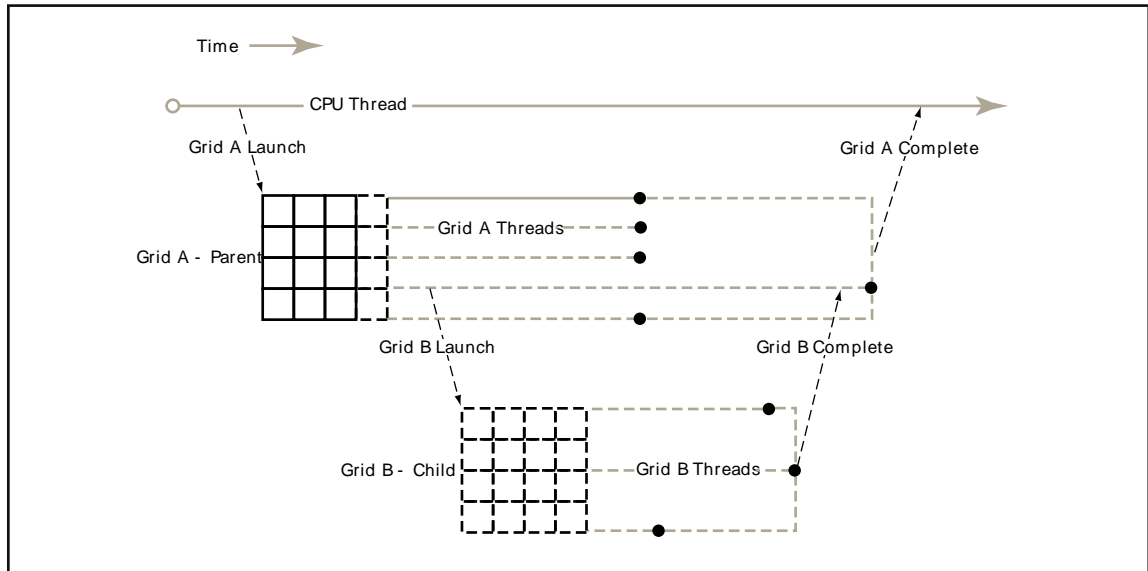 Time
CPU Thread
Grid A Launch
Grid A Complete
Grid A Threads
Grid A - Parent
Grid B Launch
Grid B Complete
Grid B - Child
Grid B Threads